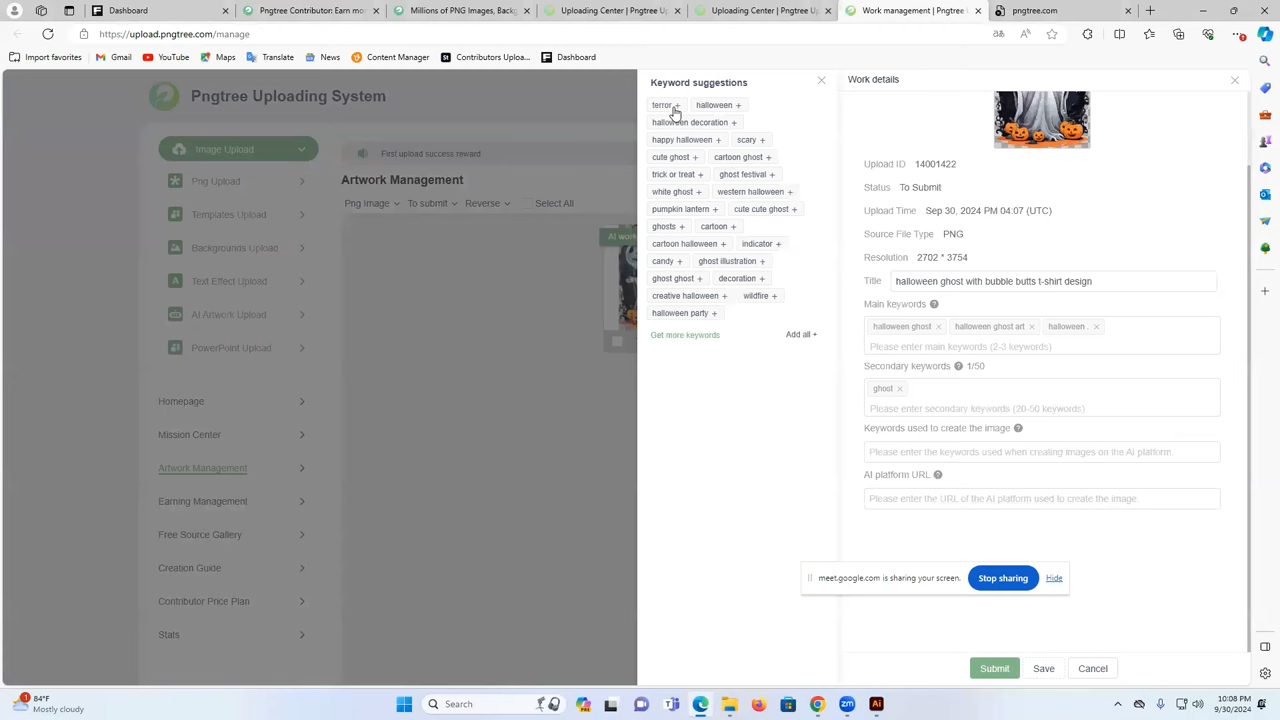 Dashboard
Pngtree Contributor: Earn mone
Millions of PNG Images, Backg
Uploading Center | Pngtree Up
Uploading Center | Pngtree Up
Work management | Pngtree U
Dashboard
https://upload.pngtree.com/manage
Import favorites
Gmail
YouTube
Maps
Translate
News
Content Manager
Contributors Uploa...
Dashboard
Pngtree Uploading System
Image Upload
Png Upload
Templates Upload
Backgrounds Upload
Text Effect Upload
AI Artwork Upload
PowerPoint Upload
Homepage
Mission Center
Artwork Management
Earning Management
Free Source Gallery
Creation Guide
Contributor Price Plan
Stats
First upload success reward
Artwork Management
Png Image To submit Reverse Select All
AI work
Keyword suggestions
terror + halloween +
halloween decoration +
happy halloween + scary +
cute ghost + cartoon ghost +
trick or treat + ghost festival +
white ghost + western halloween +
pumpkin lantern + cute cute ghost +
ghosts + cartoon +
cartoon halloween + indicator +
candy + ghost illustration +
ghost ghost + decoration +
creative halloween + wildfire +
halloween party +
Get more keywords Add all +
Work details
Upload ID 14001422
Status To Submit
Upload Time Sep 30, 2024 PM 04:07 (UTC)
Source File Type PNG
Resolution 2702 * 3754
Title halloween ghost with bubble butts t-shirt design
Main keywords
halloween ghost × halloween ghost art × halloween . ×
Please enter main keywords (2-3 keywords)
Secondary keywords 1/50
ghost ×
Please enter secondary keywords (20-50 keywords)
Keywords used to create the image
Please enter the keywords used when creating images on the Ai platform.
AI platform URL
Please enter the URL of the AI platform used to create the image.
meet.google.com is sharing your screen. Stop sharing Hide
Submit Save Cancel
84°F
Mostly cloudy
Search
10:08 PM
9/30/2024